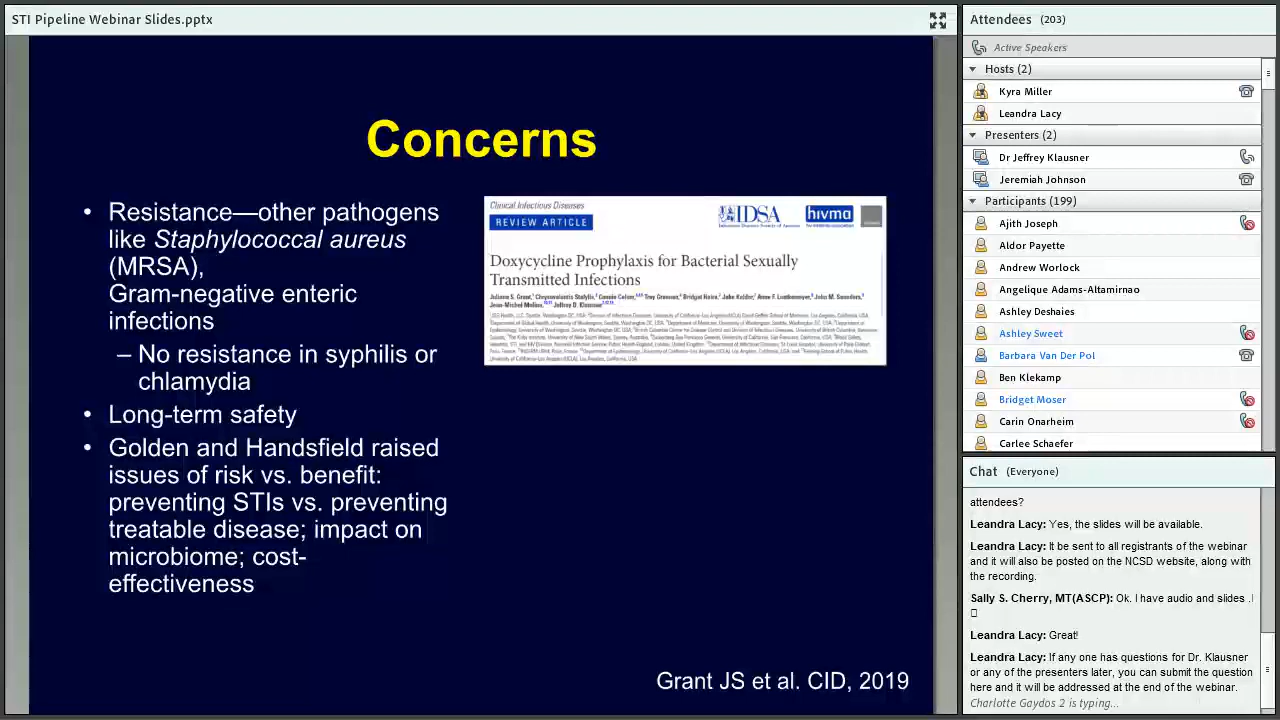 STI Pipeline Webinar Slides.pptx
Concerns
• Resistance—other pathogens
like Staphylococcal aureus
(MRSA),
Gram-negative enteric
infections
– No resistance in syphilis or
chlamydia
• Long-term safety
• Golden and Handsfield raised
issues of risk vs. benefit:
preventing STIs vs. preventing
treatable disease; impact on
microbiome; cost-
effectiveness
Clinical Infectious Diseases
REVIEW ARTICLE
IDSA
hivma
Doxycycline Prophylaxis for Bacterial Sexually
Transmitted Infections
Grant JS et al. CID, 2019
Attendees (203)
Active Speakers
Hosts (2)
Kyra Miller
Leandra Lacy
Presenters (2)
Dr Jeffrey Klausner
Jeremiah Johnson
Participants (199)
Ajith Joseph
Aldor Payette
Andrew Worlock
Angelique Adams-Altamirnao
Ashley Desvaries
Ashley Price
Barbara Van Der Pol
Ben Klekamp
Bridget Moser
Carin Onarheim
Carlee Schaefer
Chat (Everyone)
attendees?
Leandra Lacy: Yes, the slides will be available.
Leandra Lacy: It be sent to all registrants of the webinar
and it will also be posted on the NCSD website, along with
the recording.
Sally S. Cherry, MT(ASCP): Ok. I have audio and slides .I
Leandra Lacy: Great!
Leandra Lacy: If any one has questions for Dr. Klausner
or any of the presenters later, you can submit the question
here and it will be addressed at the end of the webinar.
Charlotte Gaydos 2 is typing...